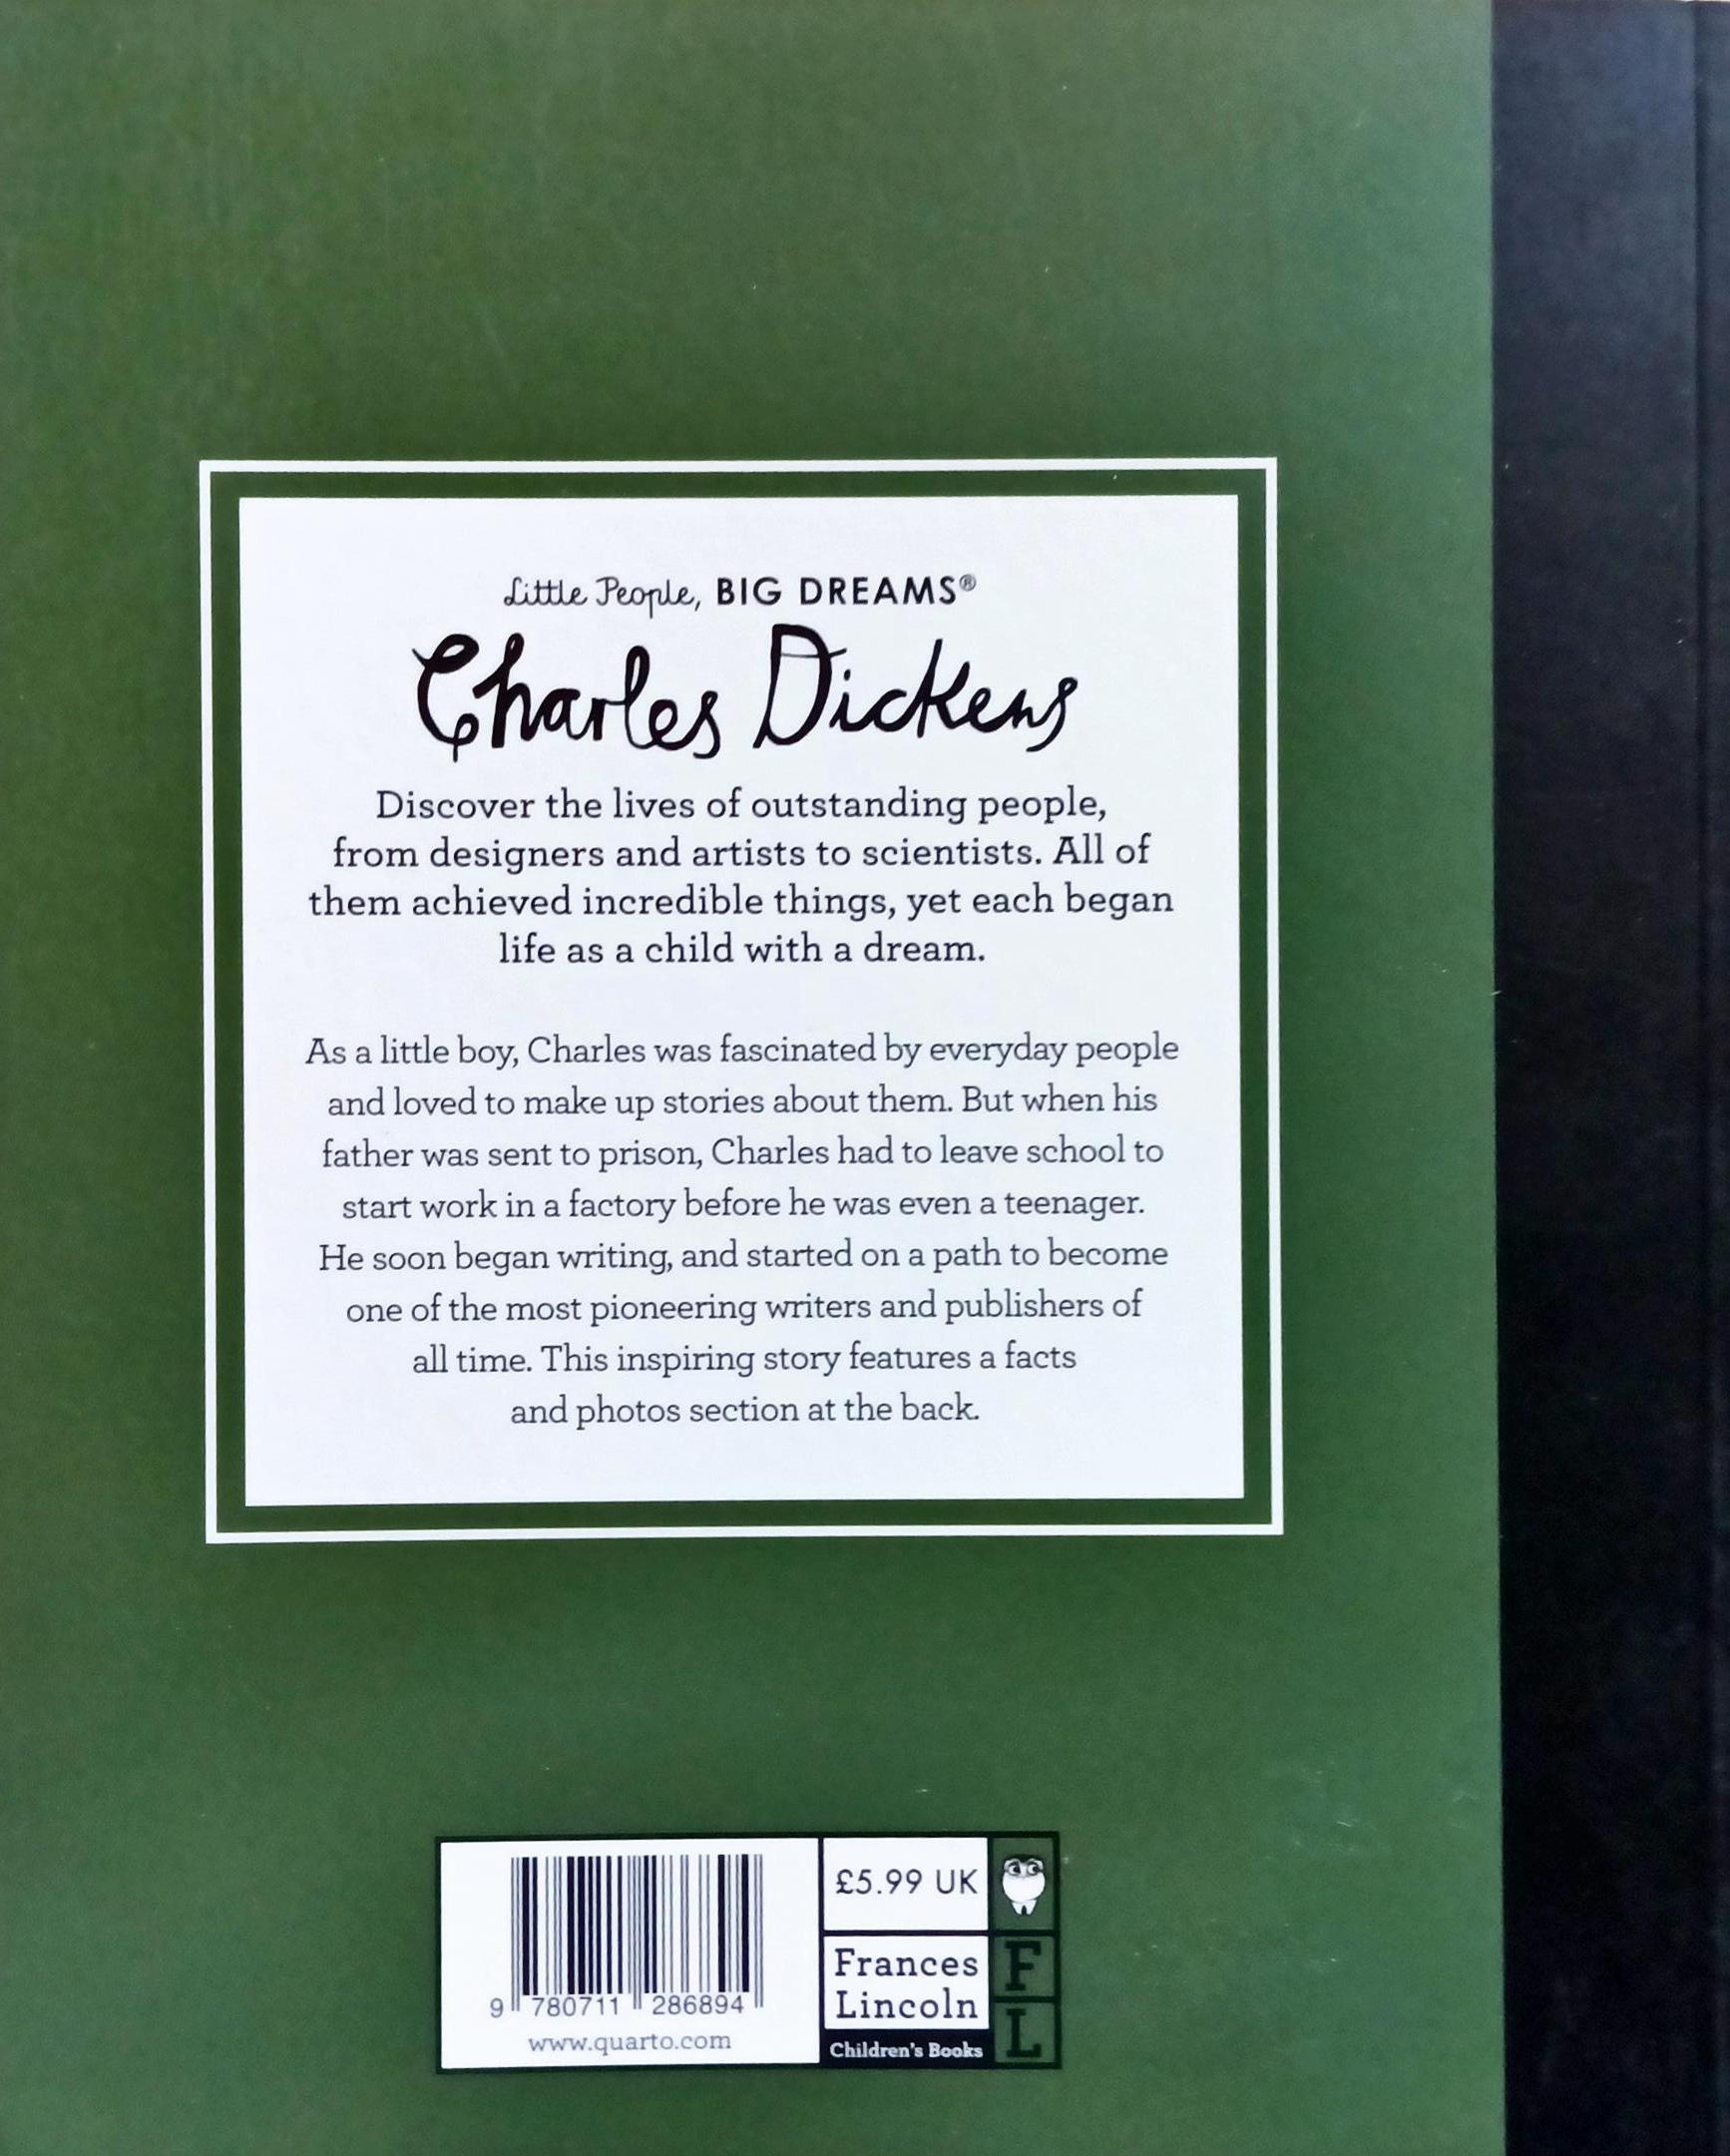 Little People, BIG DREAMS®
Charles Dickens
Discover the lives of outstanding people,
from designers and artists to scientists. All of
them achieved incredible things, yet each began
life as a child with a dream.
As a little boy, Charles was fascinated by everyday people
and loved to make up stories about them. But when his
father was sent to prison, Charles had to leave school to
start work in a factory before he was even a teenager.
He soon began writing, and started on a path to become
one of the most pioneering writers and publishers of
all time. This inspiring story features a facts
and photos section at the back.
9 780711 286894
www.quarto.com
£5.99 UK
Frances
Lincoln
Children's Books
F
L